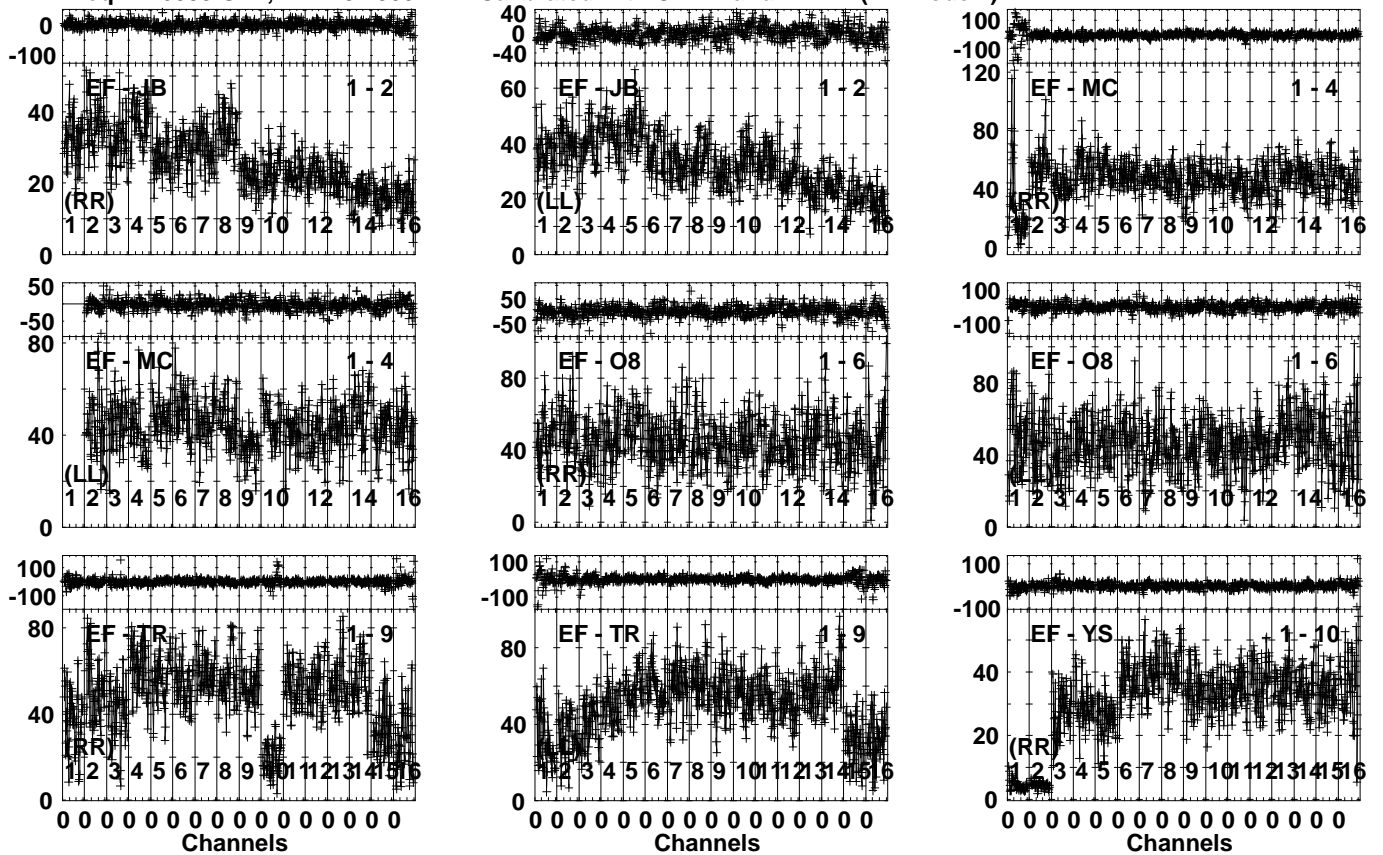 0 -100
40 0 -40
100 -100
EF - JB 1 - 2
40 20 0
(RR)
1 2 3 4 5 6 7 8 9 10 12 14 16
EF - JB 1 - 2
60 40 20 0
(LL)
1 2 3 4 5 6 7 8 9 10 12 14 16
EF - MC 1 - 4
120 80 40 0
(RR)
1 2 3 4 5 6 7 8 9 10 12 14 16
50 -50
50 -50
100 -100
EF - MC 1 - 4
80 40 0
(LL)
1 2 3 4 5 6 7 8 9 10 12 14 16
EF - O8 1 - 6
80 40 0
(RR)
1 2 3 4 5 6 7 8 9 10 12 14 16
EF - O8 1 - 6
80 40 0
(LL)
1 2 3 4 5 6 7 8 9 10 12 14 16
100 -100
100 -100
100 -100
EF - TR 1 - 9
80 40 0
(RR)
1 2 3 4 5 6 7 8 9 10 11 12 13 14 15 16
EF - TR 1 - 9
80 40 0
(LL)
1 2 3 4 5 6 7 8 9 10 11 12 13 14 15 16
EF - YS 1 - 10
40 20 0
(RR)
1 2 3 4 5 6 7 8 9 10 11 12 13 14 15 16
0 0 0 0 0 0 0 0 0 0 0 0 0 0 0 0
0 0 0 0 0 0 0 0 0 0 0 0 0 0 0 0
0 0 0 0 0 0 0 0 0 0 0 0 0 0 0 0
Channels
Channels
Channels